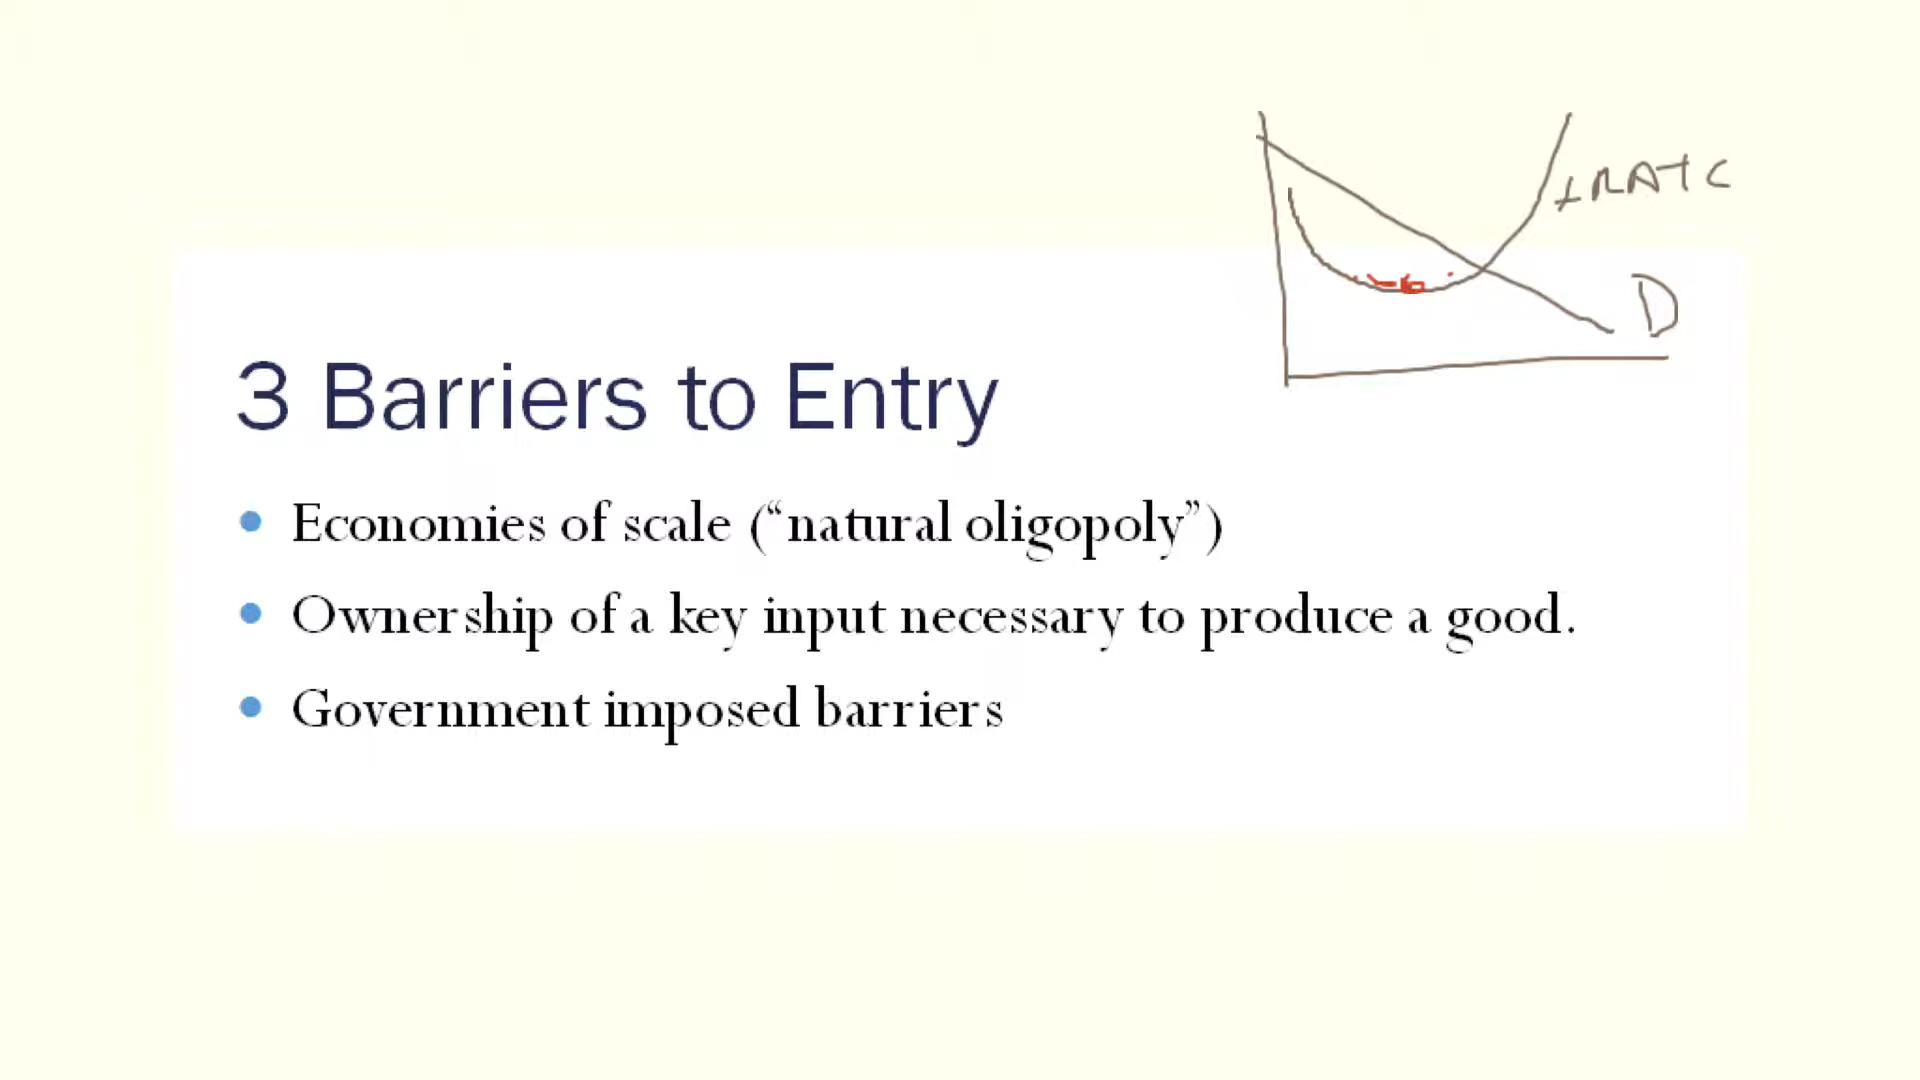 LRATC
D
3 Barriers to Entry
• Economies of scale (“natural oligopoly”)
• Ownership of a key input necessary to produce a good.
• Government imposed barriers